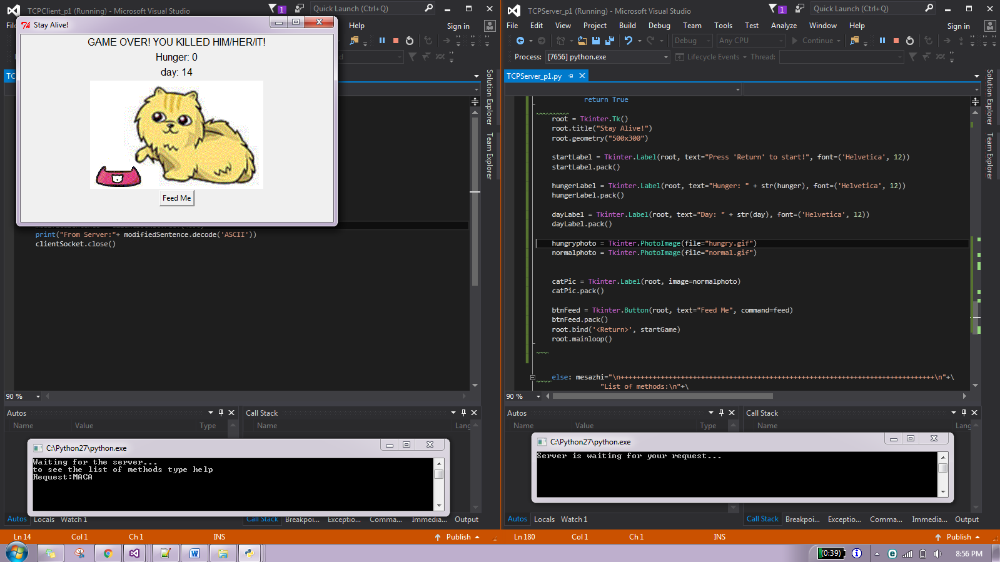 TCPClient_p1 (Running) - Microsoft Visual Studio
1
Quick Launch (Ctrl+Q)
Help
Sign in
Stay Alive!
GAME OVER! YOU KILLED HIM/HER/IT!
Hunger: 0
day: 14
Feed Me
print("From Server:"+ modifiedSentence.decode('ASCII'))
clientSocket.close()
Solution Explorer
Team Explorer
90 %
Autos
Name Value Type
Call Stack
Name Lang
C:\Python27\python.exe
Waiting for the server...
to see the list of methods type help
Request:MACA
Autos Locals Watch 1
Call Stack Breakpoi... Exceptio... Comma... Immedia... Output
Ln 14 Col 1 Ch 1 INS Publish
TCPServer_p1 (Running) - Microsoft Visual Studio
1
Quick Launch (Ctrl+Q)
File Edit View Project Build Debug Team Tools Test Analyze Window Help
Sign in
Debug Any CPU Continue
Process: [7656] python.exe Lifecycle Events Thread:
TCPServer_p1.py
return True
root = Tkinter.Tk()
root.title("Stay Alive!")
root.geometry("500x300")
startLabel = Tkinter.Label(root, text="Press 'Return' to start!", font=('Helvetica', 12))
startLabel.pack()
hungerLabel = Tkinter.Label(root, text="Hunger: " + str(hunger), font=('Helvetica', 12))
hungerLabel.pack()
dayLabel = Tkinter.Label(root, text="Day: " + str(day), font=('Helvetica', 12))
dayLabel.pack()
hungryphoto = Tkinter.PhotoImage(file="hungry.gif")
normalphoto = Tkinter.PhotoImage(file="normal.gif")
catPic = Tkinter.Label(root, image=normalphoto)
catPic.pack()
btnFeed = Tkinter.Button(root, text="Feed Me", command=feed)
btnFeed.pack()
root.bind('<Return>', startGame)
root.mainloop()
"List of methods:\n"+\
Solution Explorer
Team Explorer
90 %
Autos
Name Value Type
Call Stack
Name Lang
C:\Python27\python.exe
Server is waiting for your request...
Autos Locals Watch 1
Call Stack Breakpoi... Exceptio... Comma... Immedia... Output
Ln 180 Col 1 Ch 1 INS Publish
(0:39)
8:56 PM